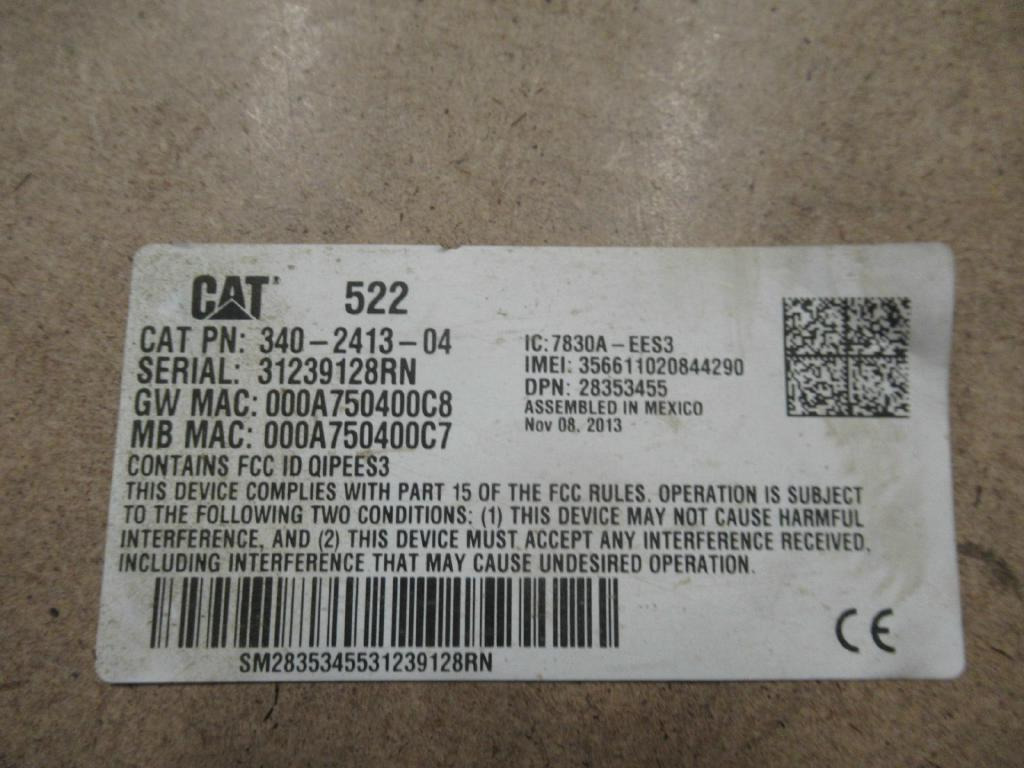 CAT 522
CAT PN: 340-2413-04
SERIAL: 31239128RN
GW MAC: 000A750400C8
MB MAC: 000A750400C7
CONTAINS FCC ID QIPEES3
IC: 7830A-EES3
IMEI: 356611020844290
DPN: 28353455
ASSEMBLED IN MEXICO
Nov 08, 2013
THIS DEVICE COMPLIES WITH PART 15 OF THE FCC RULES. OPERATION IS SUBJECT
TO THE FOLLOWING TWO CONDITIONS: (1) THIS DEVICE MAY NOT CAUSE HARMFUL
INTERFERENCE, AND (2) THIS DEVICE MUST ACCEPT ANY INTERFERENCE RECEIVED,
INCLUDING INTERFERENCE THAT MAY CAUSE UNDESIRED OPERATION.
SM2835345531239128RN
CE